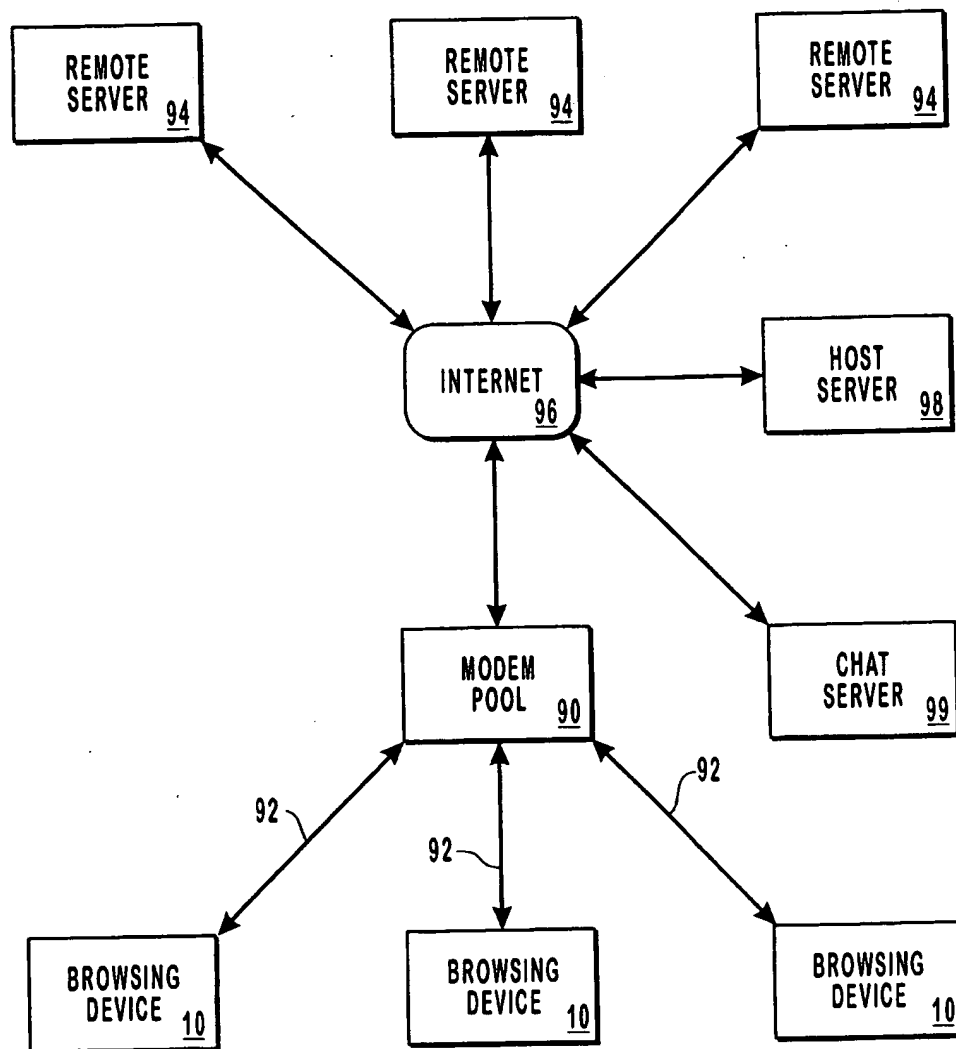 REMOTE
SERVER
94
REMOTE
SERVER
94
REMOTE
SERVER
94
INTERNET
96
HOST
SERVER
98
MODEM
POOL
90
CHAT
SERVER
99
92
92
92
BROWSING
DEVICE
10
BROWSING
DEVICE
10
BROWSING
DEVICE
10